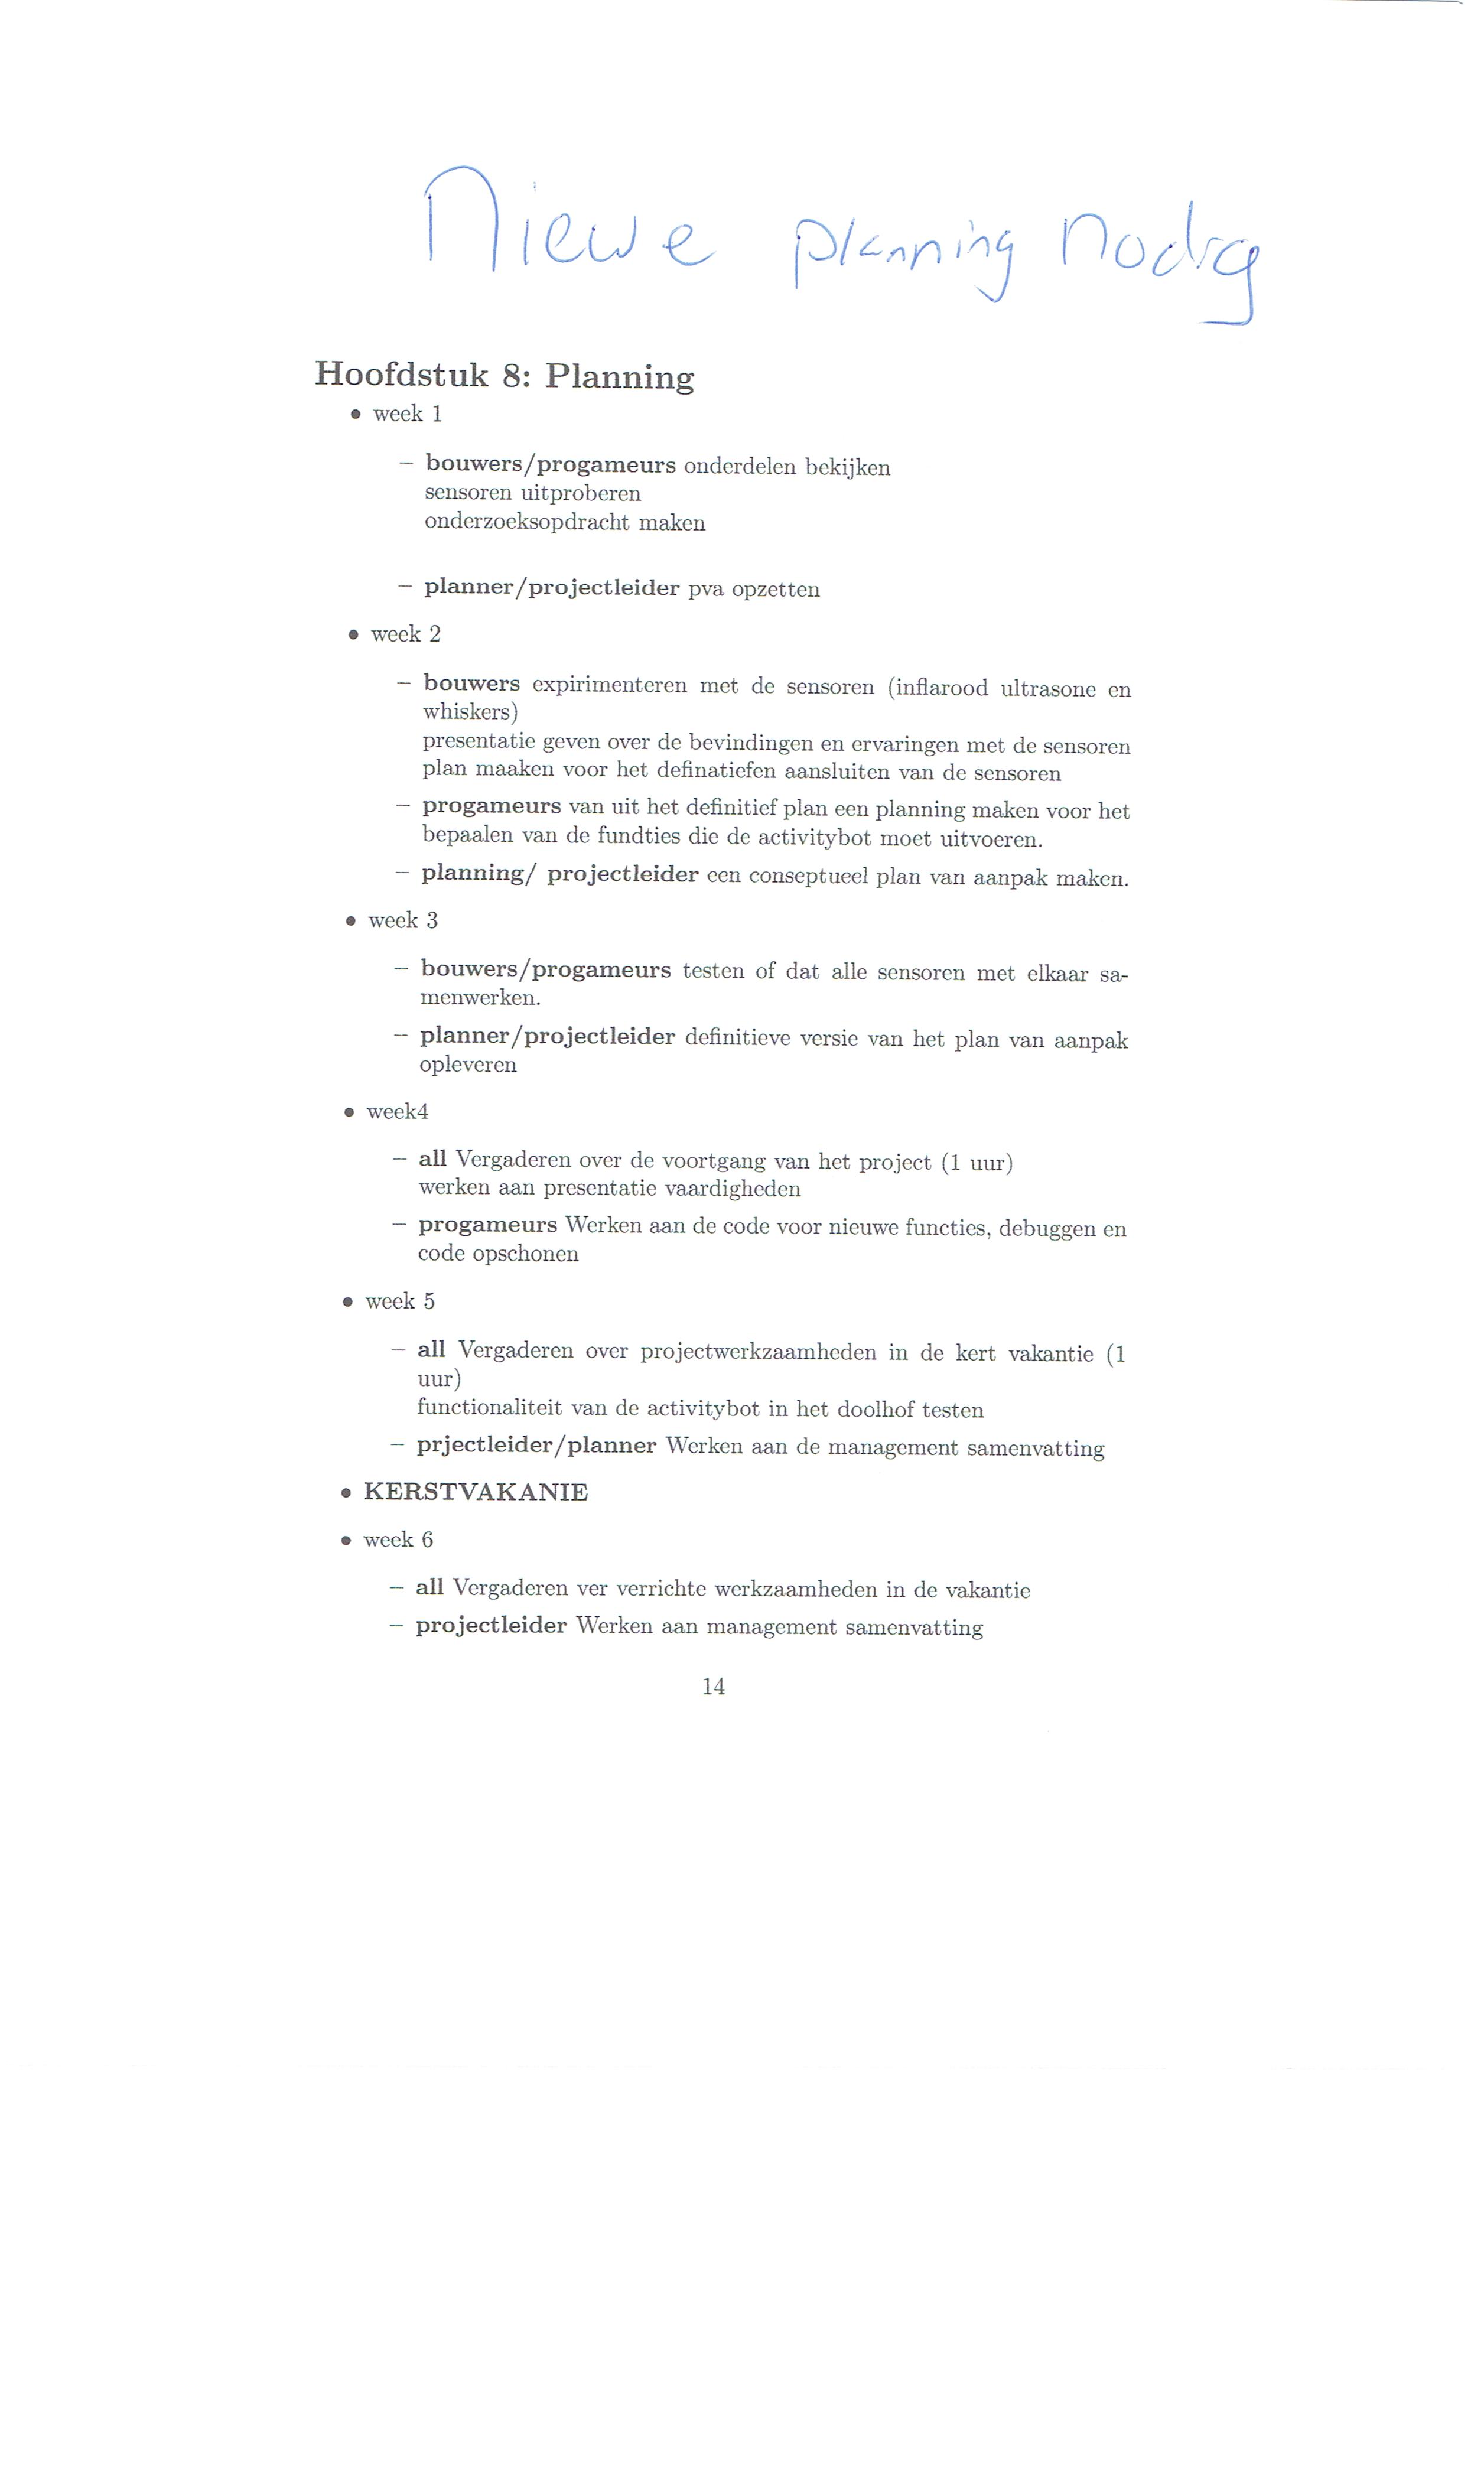 Niewe planning nodig
Hoofdstuk 8: Planning
• week 1
– bouwers/progameurs onderdelen bekijken
sensoren uitproberen
onderzoeksopdracht maken
– planner/projectleider pva opzetten
• week 2
– bouwers expirimenteren met de sensoren (inflarood ultrasone en
whiskers)
presentatie geven over de bevindingen en ervaringen met de sensoren
plan maaken voor het definatiefen aansluiten van de sensoren
– progameurs van uit het definitief plan een planning maken voor het
bepaalen van de fundties die de activitybot moet uitvoeren.
– planning/ projectleider een conseptueel plan van aanpak maken.
• week 3
– bouwers/progameurs testen of dat alle sensoren met elkaar sa-
menwerken.
– planner/projectleider definitieve versie van het plan van aanpak
opleveren
• week4
– all Vergaderen over de voortgang van het project (1 uur)
werken aan presentatie vaardigheden
– progameurs Werken aan de code voor nieuwe functies, debuggen en
code opschonen
• week 5
– all Vergaderen over projectwerkzaamheden in de kert vakantie (1
uur)
functionaliteit van de activitybot in het doolhof testen
– prjectleider/planner Werken aan de management samenvatting
• KERSTVAKANIE
• week 6
– all Vergaderen ver verrichte werkzaamheden in de vakantie
– projectleider Werken aan management samenvatting
14